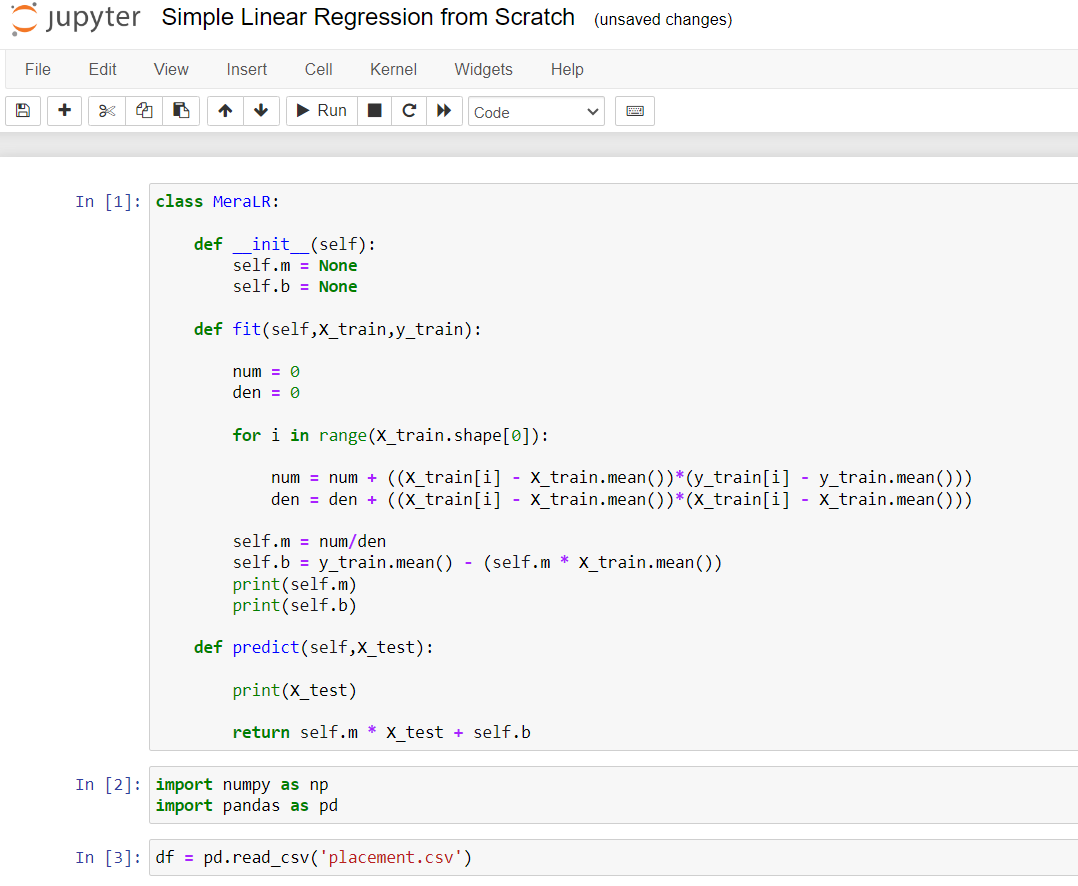 jupyter Simple Linear Regression from Scratch (unsaved changes)
File Edit View Insert Cell Kernel Widgets Help
Run Code
In [1]: class MeraLR:
def __init__(self):
self.m = None
self.b = None
def fit(self,X_train,y_train):
num = 0
den = 0
for i in range(X_train.shape[0]):
num = num + ((X_train[i] - X_train.mean())*(y_train[i] - y_train.mean()))
den = den + ((X_train[i] - X_train.mean())*(X_train[i] - X_train.mean()))
self.m = num/den
self.b = y_train.mean() - (self.m * X_train.mean())
print(self.m)
print(self.b)
def predict(self,X_test):
print(X_test)
return self.m * X_test + self.b
In [2]: import numpy as np
import pandas as pd
In [3]: df = pd.read_csv('placement.csv')